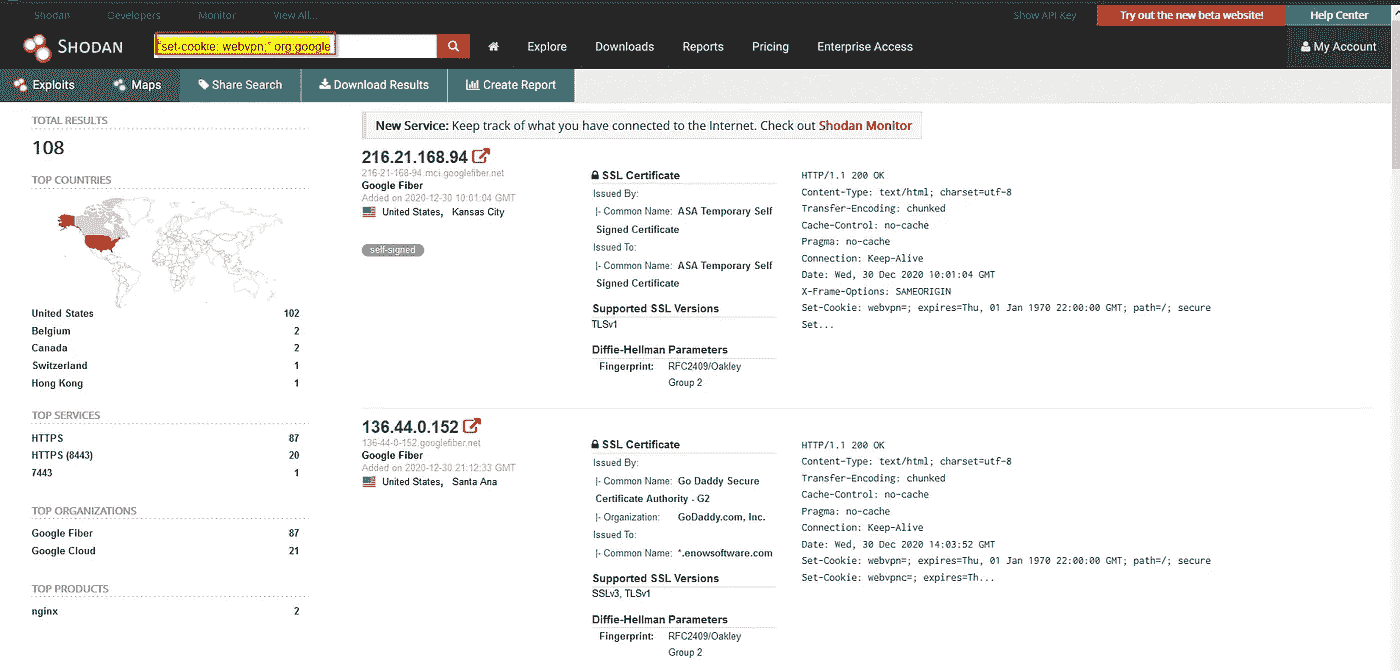 Shodan Developers Monitor View All... Show API Key Try out the new beta website! Help Center
SHODAN "set-cookie: webvpn;" org:google Explore Downloads Reports Pricing Enterprise Access My Account
Exploits Maps Share Search Download Results Create Report
TOTAL RESULTS
108
TOP COUNTRIES
United States 102
Belgium 2
Canada 2
Switzerland 1
Hong Kong 1
TOP SERVICES
HTTPS 87
HTTPS (8443) 20
7443 1
TOP ORGANIZATIONS
Google Fiber 87
Google Cloud 21
TOP PRODUCTS
nginx 2
New Service: Keep track of what you have connected to the Internet. Check out Shodan Monitor
216.21.168.94
216-21-168-94.mci.googlefiber.net
Google Fiber
Added on 2020-12-30 10:01:04 GMT
United States, Kansas City
self-signed
SSL Certificate
Issued By:
|- Common Name: ASA Temporary Self
Signed Certificate
Issued To:
|- Common Name: ASA Temporary Self
Signed Certificate
Supported SSL Versions
TLSv1
Diffie-Hellman Parameters
Fingerprint: RFC2409/Oakley
Group 2
HTTP/1.1 200 OK
Content-Type: text/html; charset=utf-8
Transfer-Encoding: chunked
Cache-Control: no-cache
Pragma: no-cache
Connection: Keep-Alive
Date: Wed, 30 Dec 2020 10:01:04 GMT
X-Frame-Options: SAMEORIGIN
Set-Cookie: webvpn=; expires=Thu, 01 Jan 1970 22:00:00 GMT; path=/; secure
Set...
136.44.0.152
136-44-0-152.googlefiber.net
Google Fiber
Added on 2020-12-30 21:12:33 GMT
United States, Santa Ana
SSL Certificate
Issued By:
|- Common Name: Go Daddy Secure
Certificate Authority - G2
|- Organization: GoDaddy.com, Inc.
Issued To:
|- Common Name: *.enowsoftware.com
Supported SSL Versions
SSLv3, TLSv1
Diffie-Hellman Parameters
Fingerprint: RFC2409/Oakley
Group 2
HTTP/1.1 200 OK
Content-Type: text/html; charset=utf-8
Transfer-Encoding: chunked
Cache-Control: no-cache
Pragma: no-cache
Connection: Keep-Alive
Date: Wed, 30 Dec 2020 14:03:52 GMT
Set-Cookie: webvpn=; expires=Thu, 01 Jan 1970 22:00:00 GMT; path=/; secure
Set-Cookie: webvpnc=; expires=Th...